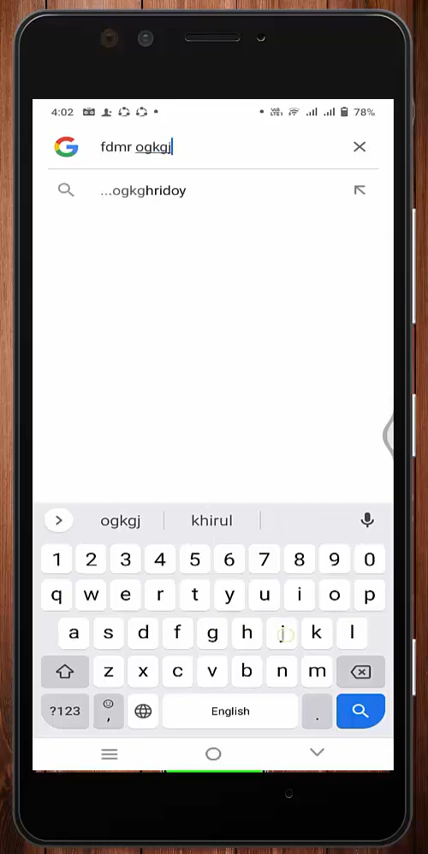 4:02 78%
fdmr ogkgj
...ogkghridoy
ogkgj khirul
1 2 3 4 5 6 7 8 9 0
q w e r t y u i o p
a s d f g h j k l
z x c v b n m
?123 , English .